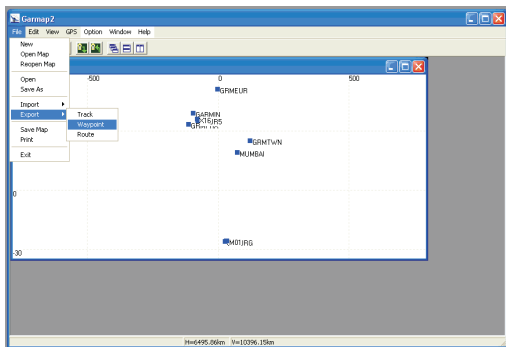 Garmap2
File Edit View GPS Option Window Help
New
Open Map
Reopen Map
Open
Save As
Import
Export
Save Map
Print
Exit
Track
Waypoint
Route
-500 0 500
GRMEUR
GARMIN
GRMTWN
MUMBAI
0
-30
H=6495.86km V=10396.15km